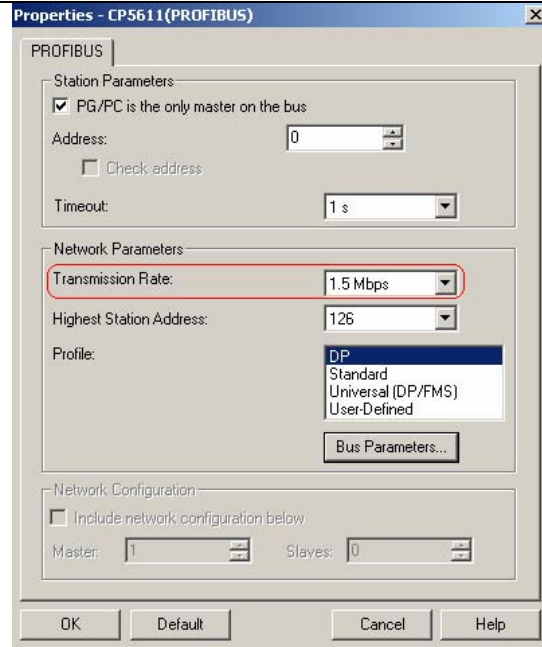 Properties - CP5611(PROFIBUS)
PROFIBUS
Station Parameters
PG/PC is the only master on the bus
Address: 0
Check address
Timeout: 1 s
Network Parameters
Transmission Rate: 1.5 Mbps
Highest Station Address: 126
Profile: DP
Standard
Universal (DP/FMS)
User-Defined
Bus Parameters...
Network Configuration
Include network configuration below
Master: 1 Slaves: 0
OK Default Cancel Help